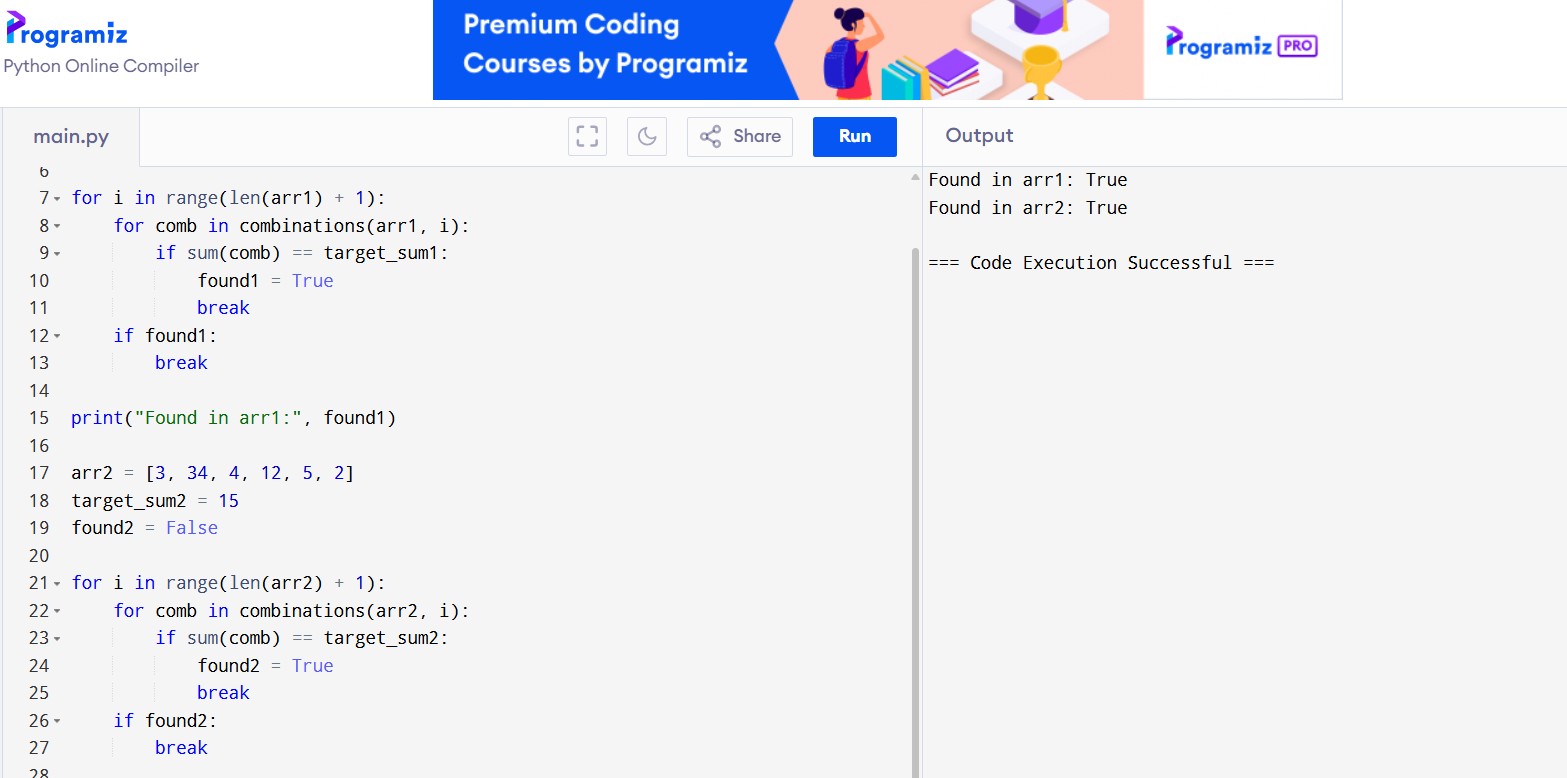 Programiz
Python Online Compiler
Premium Coding
Courses by Programiz
Programiz PRO
main.py
Share
Run
Output
6
7 for i in range(len(arr1) + 1):
8     for comb in combinations(arr1, i):
9         if sum(comb) == target_sum1:
10             found1 = True
11             break
12     if found1:
13         break
14
15 print("Found in arr1:", found1)
16
17 arr2 = [3, 34, 4, 12, 5, 2]
18 target_sum2 = 15
19 found2 = False
20
21 for i in range(len(arr2) + 1):
22     for comb in combinations(arr2, i):
23         if sum(comb) == target_sum2:
24             found2 = True
25             break
26     if found2:
27         break
28
Found in arr1: True
Found in arr2: True
=== Code Execution Successful ===